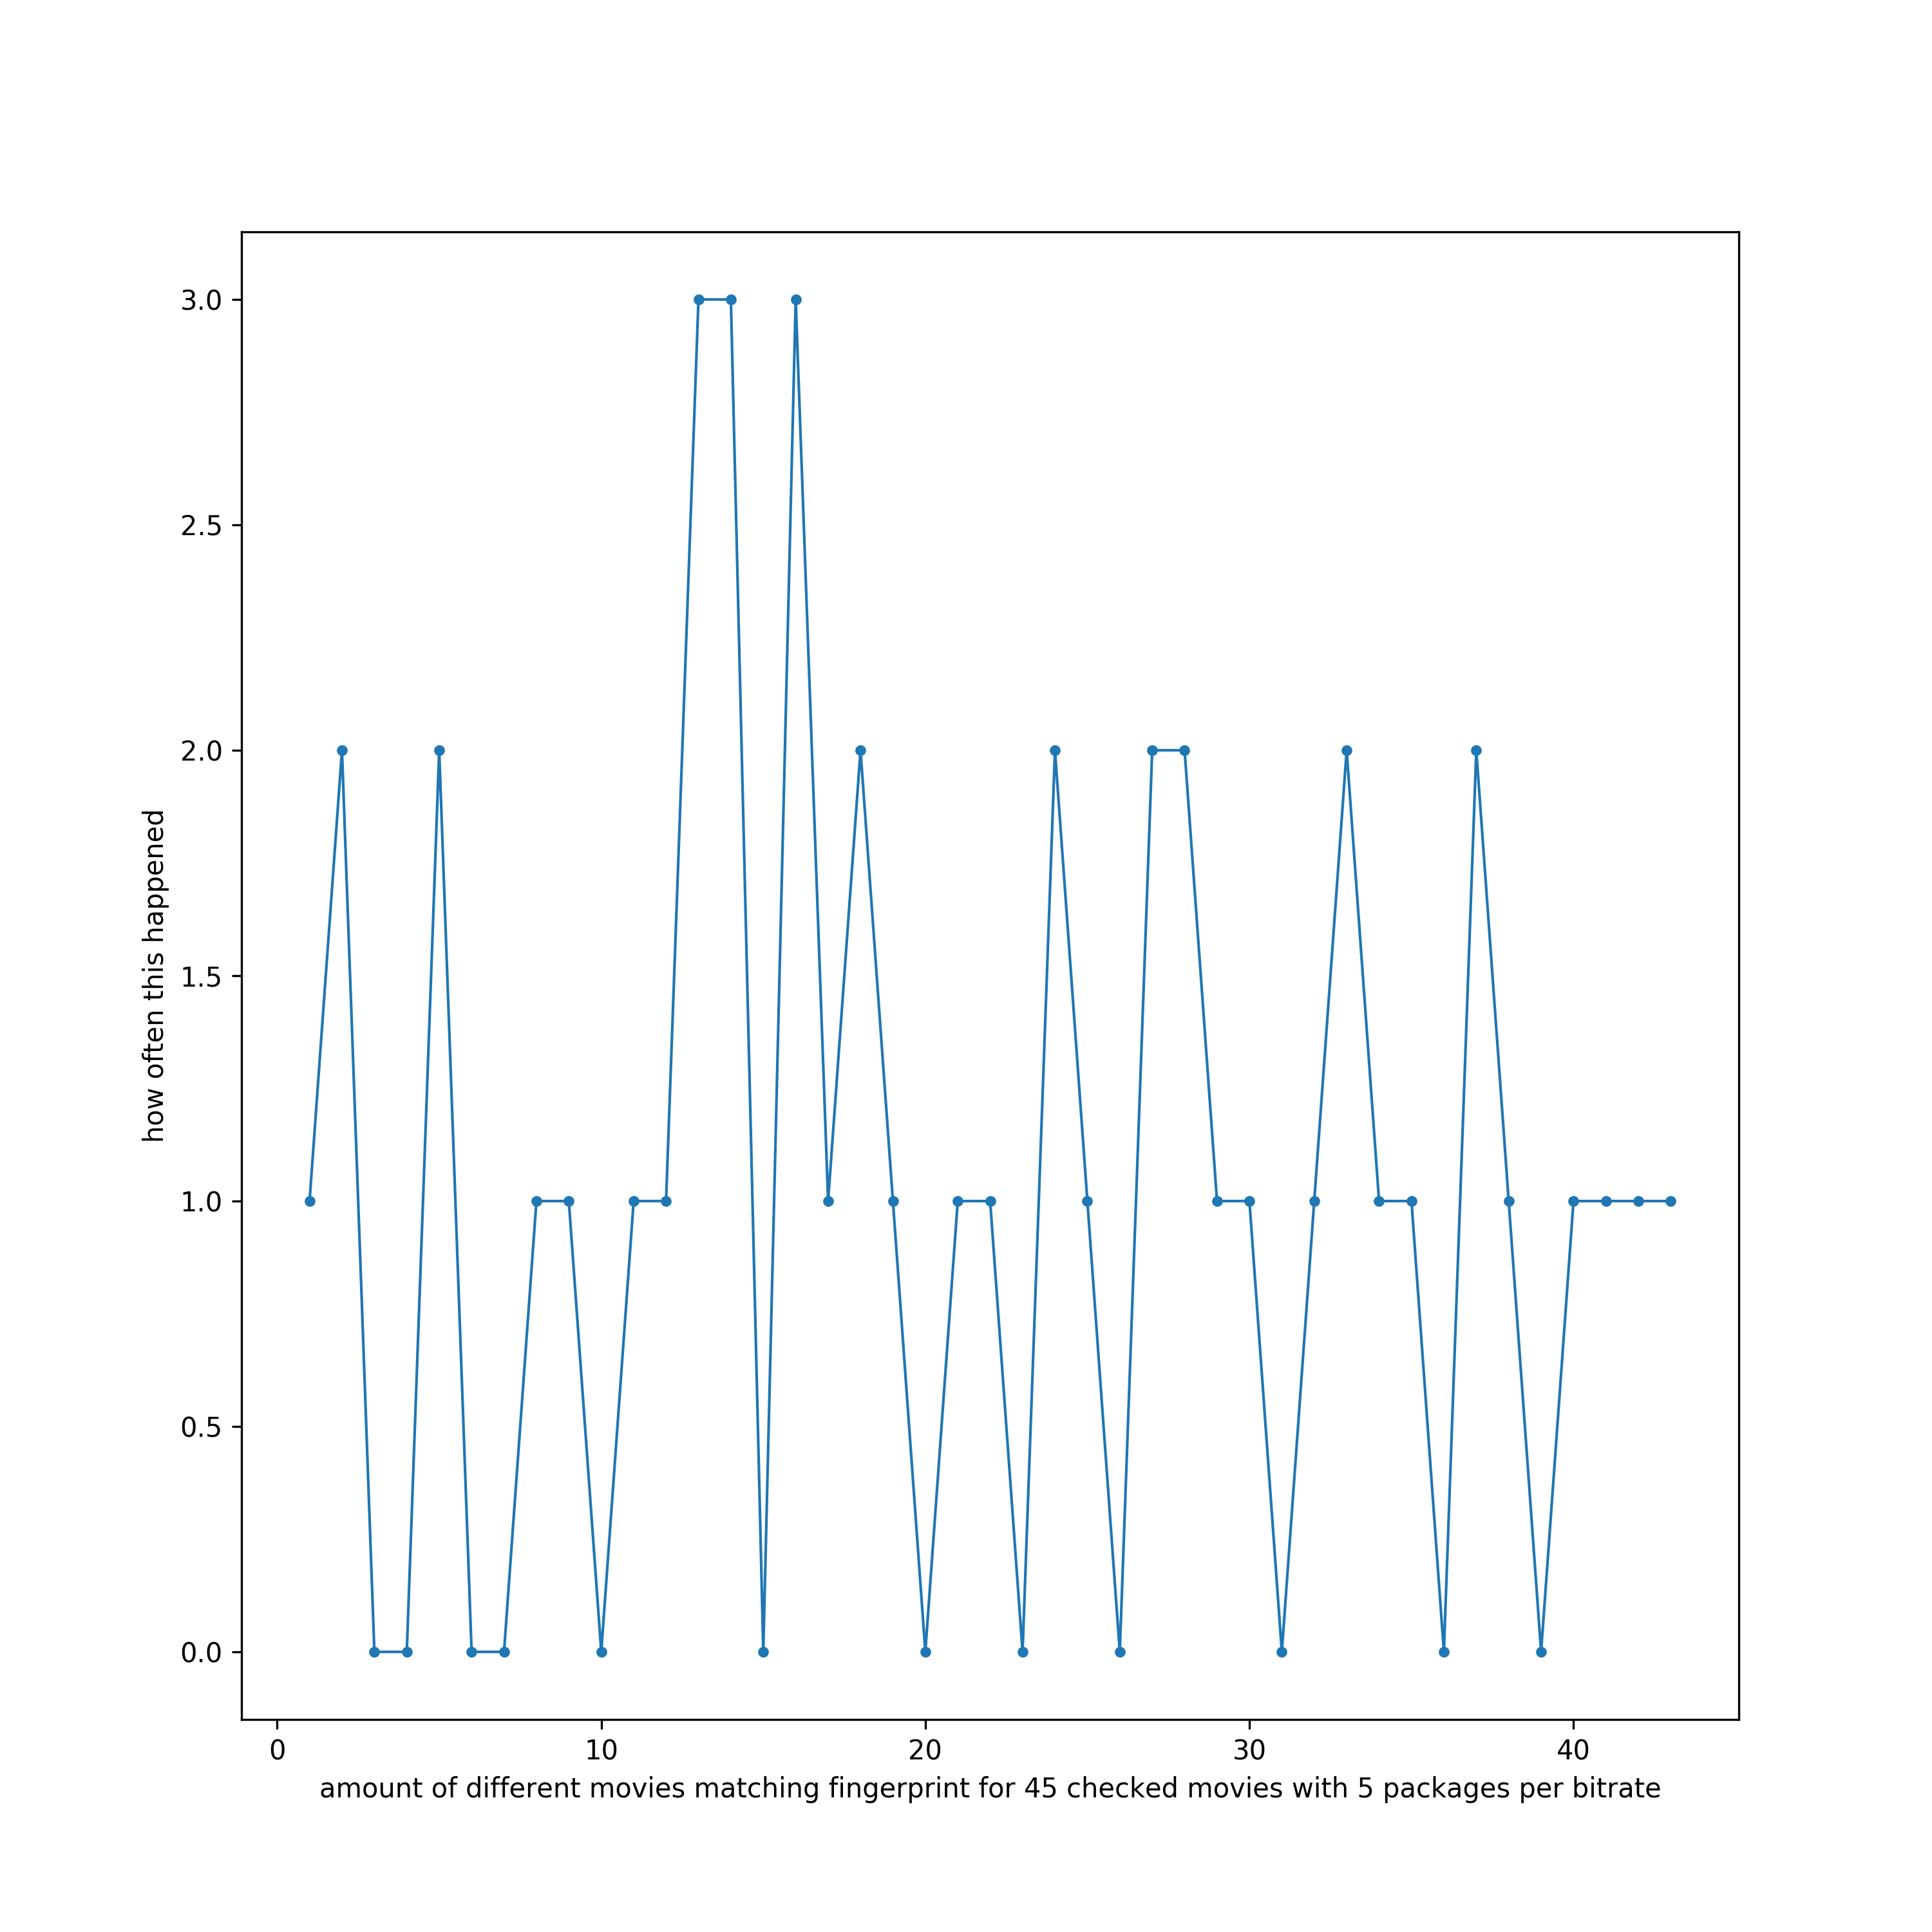 3.0
2.5
2.0
1.5
1.0
0.5
0.0
how often this happened
0 10 20 30 40
amount of different movies matching fingerprint for 45 checked movies with 5 packages per bitrate